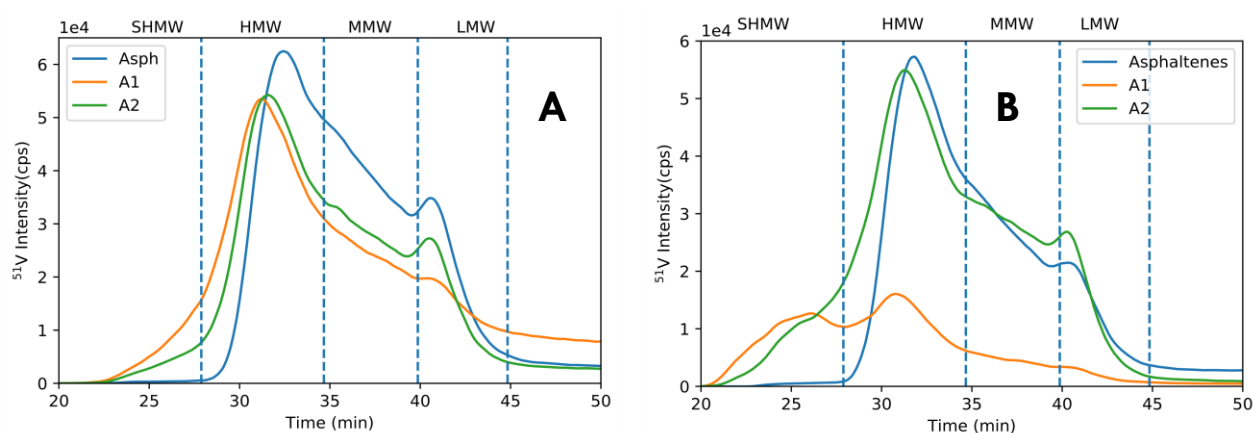 SHMW HMW MMW LMW
1e4
Asph
A1
A2
A
6
5
4
3
2
1
0
51V Intensity(cps)
20 25 30 35 40 45 50
Time (min)
SHMW HMW MMW LMW
1e4
Asphaltenes
A1
A2
B
6
5
4
3
2
1
0
51V Intensity(cps)
20 25 30 35 40 45 50
Time (min)